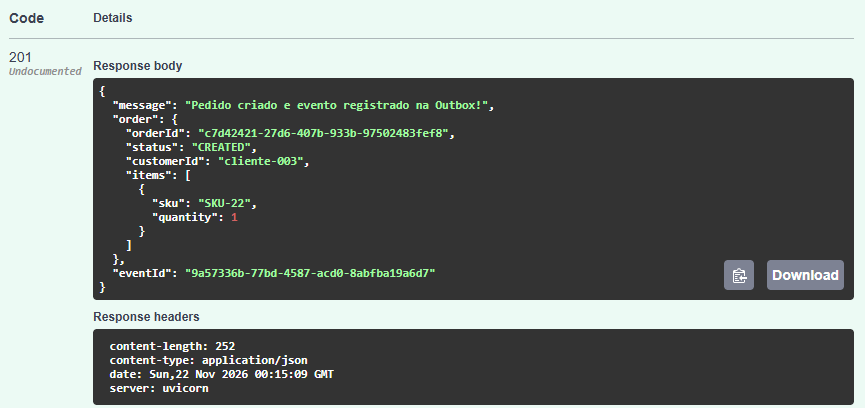 Code Details
201
Undocumented
Response body
{
"message": "Pedido criado e evento registrado na Outbox!",
"order": {
"orderId": "c7d42421-27d6-407b-933b-97502483fef8",
"status": "CREATED",
"customerId": "cliente-003",
"items": [
{
"sku": "SKU-22",
"quantity": 1
}
]
},
"eventId": "9a57336b-77bd-4587-acd0-8abfba19a6d7"
}
Download
Response headers
content-length: 252
content-type: application/json
date: Sun,22 Nov 2026 00:15:09 GMT
server: uvicorn